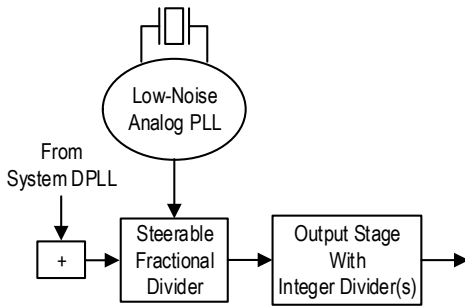 Low-Noise
Analog PLL
From
System DPLL
+
Steerable
Fractional
Divider
Output Stage
With
Integer Divider(s)